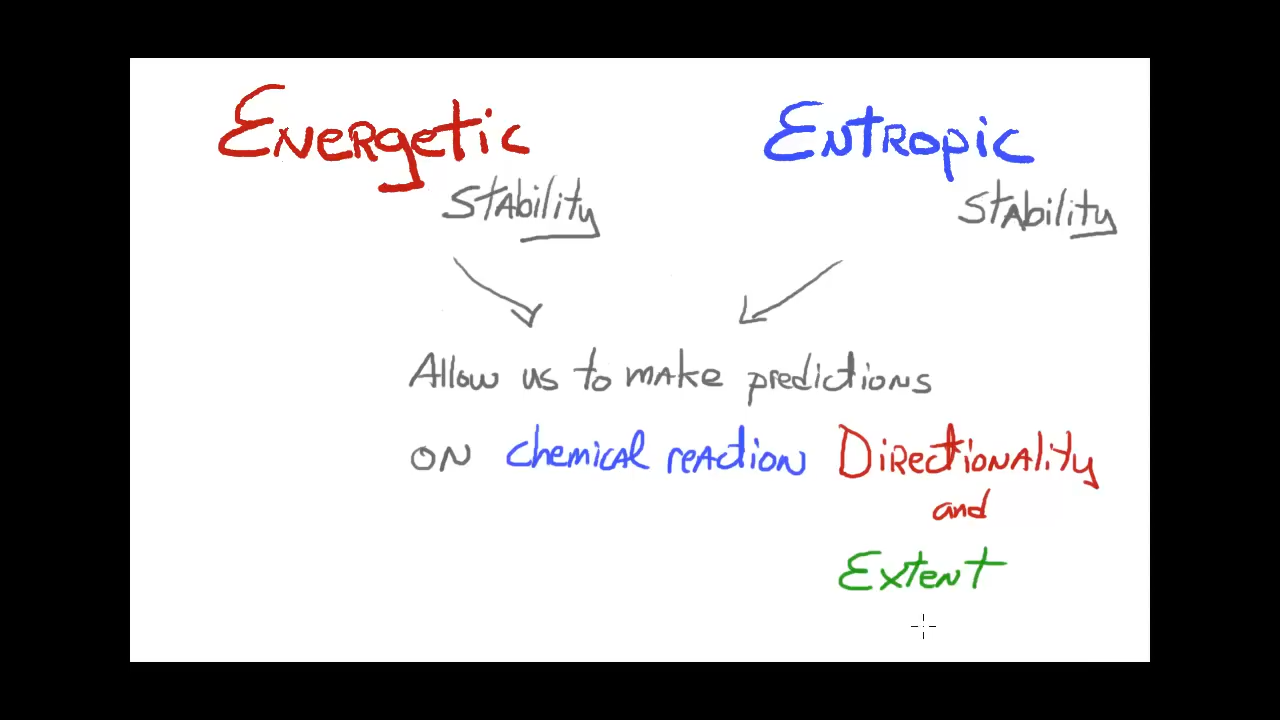 Energetic
Stability
Entropic
Stability
Allow us to make predictions
on chemical reaction Directionality
and
Extent